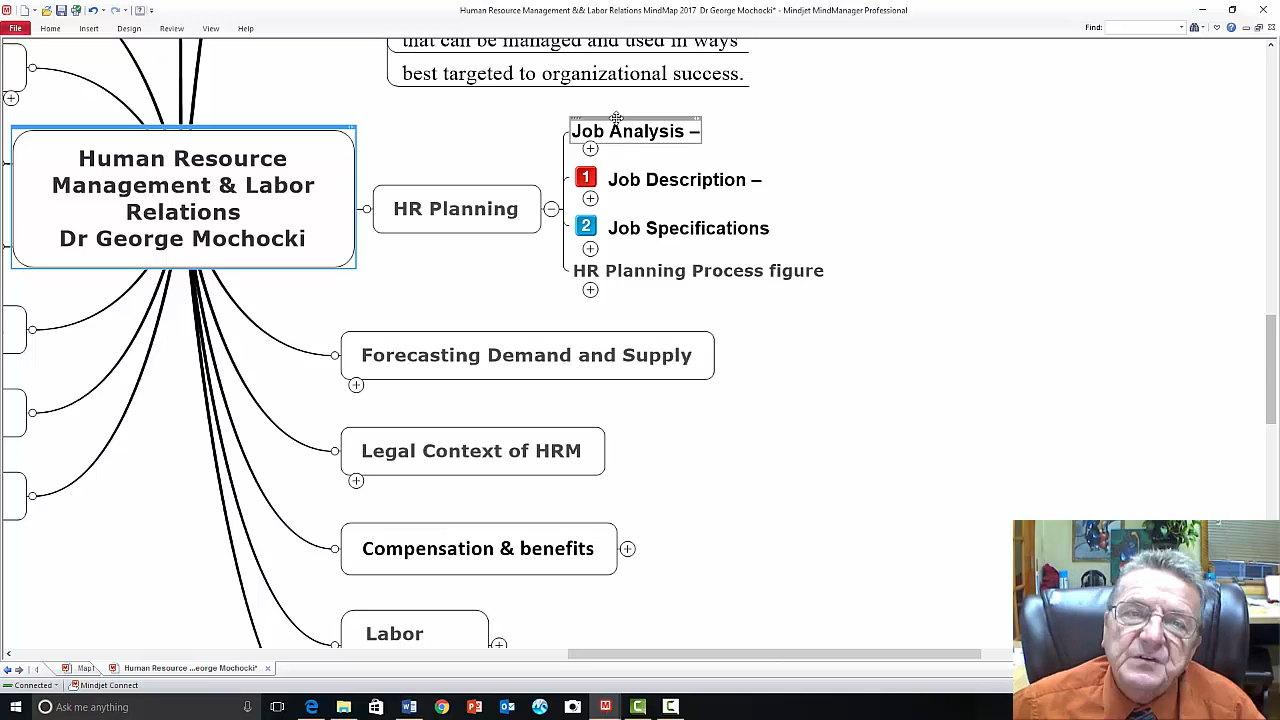 Human Resource Management && Labor Relations MindMap 2017 Dr George Mochocki* - Mindjet MindManager Professional
File Home Insert Design Review View Help
Find:
that can be managed and used in ways
best targeted to organizational success.
Job Analysis –
1 Job Description –
2 Job Specifications
HR Planning Process figure
HR Planning
Human Resource
Management & Labor
Relations
Dr George Mochocki
Forecasting Demand and Supply
Legal Context of HRM
Compensation & benefits
Labor
Map1 Human Resource ...eorge Mochocki*
Connected Mindjet Connect
Ask me anything